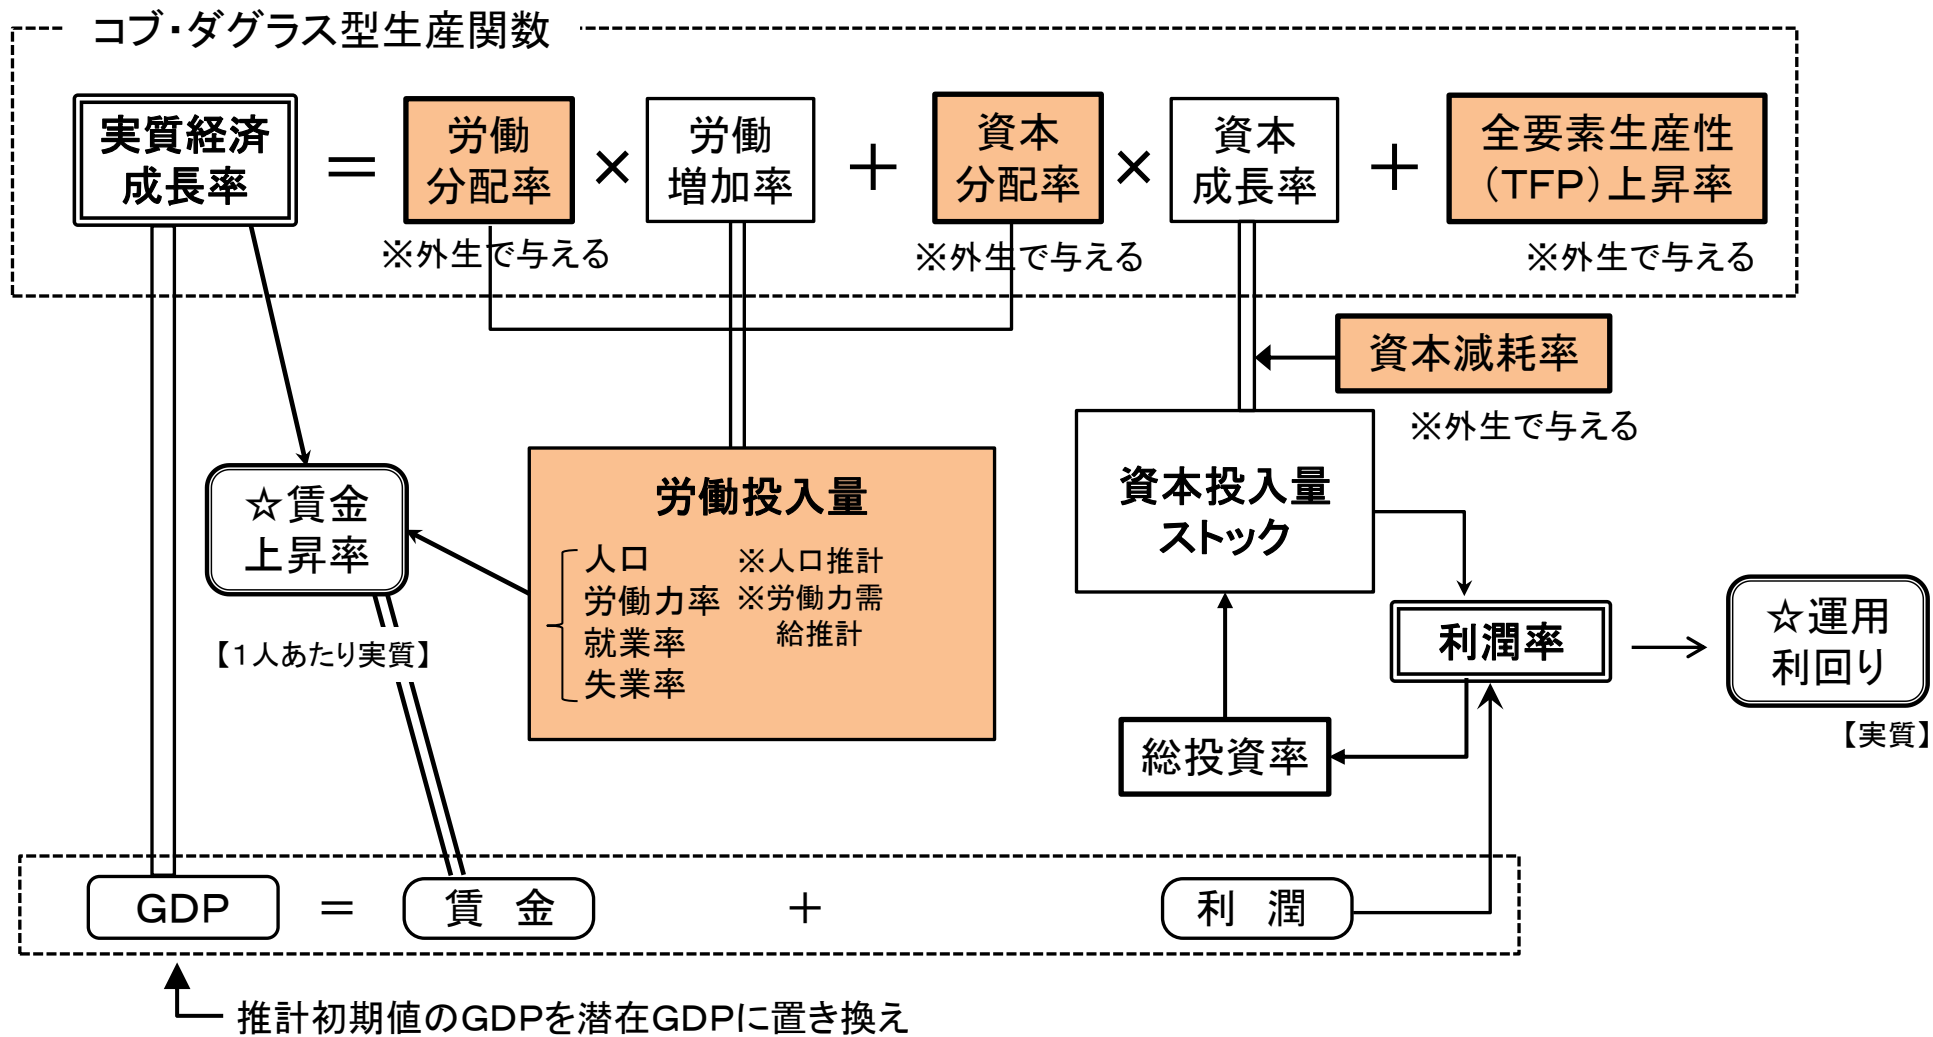 コブ・ダグラス型生産関数
実質経済
成長率
＝
労働
分配率
×
労働
増加率
＋
資本
分配率
×
資本
成長率
＋
全要素生産性
（TFP）上昇率
※外生で与える
※外生で与える
※外生で与える
資本減耗率
※外生で与える
☆賃金
上昇率
【１人あたり実質】
労働投入量
人口
労働力率
就業率
失業率
※人口推計
※労働力需
給推計
資本投入量
ストック
利潤率
☆運用
利回り
【実質】
総投資率
GDP
＝
賃 金
＋
利 潤
推計初期値のGDPを潜在GDPに置き換え